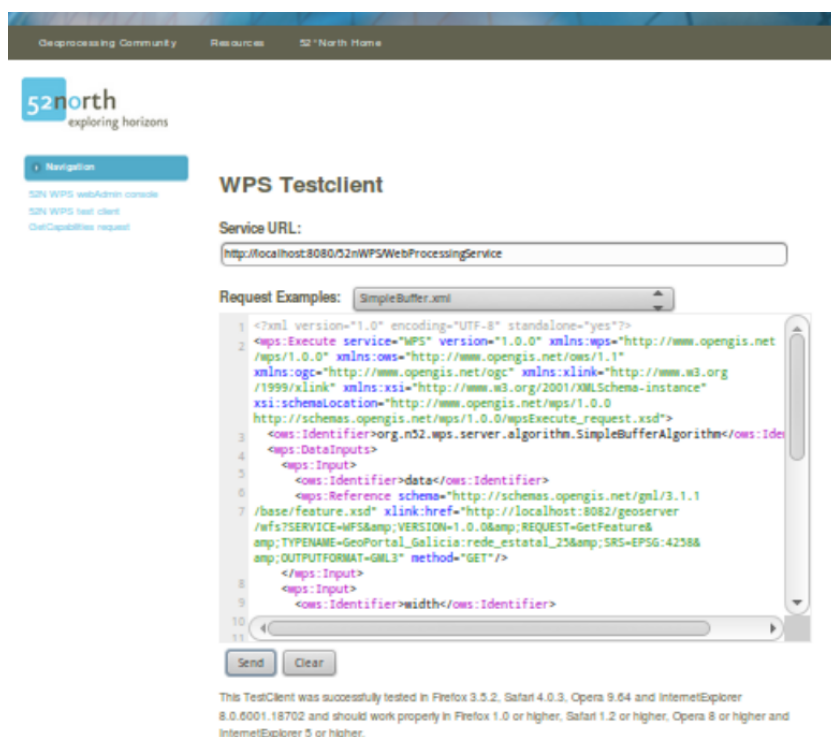 Geoprocessing Community Resources 52°North Home
52north
exploring horizons
Navigation
52N WPS webAdmin console
52N WPS test client
GetCapabilities request
WPS Testclient
Service URL:
http://localhost:8080/52nWPS/WebProcessingService
Request Examples: SimpleBuffer.xml
1 <?xml version="1.0" encoding="UTF-8" standalone="yes"?>
2 <wps:Execute service="WPS" version="1.0.0" xmlns:wps="http://www.opengis.net
/wps/1.0.0" xmlns:ows="http://www.opengis.net/ows/1.1"
xmlns:ogc="http://www.opengis.net/ogc" xmlns:xlink="http://www.w3.org
/1999/xlink" xmlns:xsi="http://www.w3.org/2001/XMLSchema-instance"
xsi:schemaLocation="http://www.opengis.net/wps/1.0.0
http://schemas.opengis.net/wps/1.0.0/wpsExecute_request.xsd">
3 <ows:Identifier>org.n52.wps.server.algorithm.SimpleBufferAlgorithm</ows:Ide
4 <wps:DataInputs>
5 <wps:Input>
6 <ows:Identifier>data</ows:Identifier>
7 <wps:Reference schema="http://schemas.opengis.net/gml/3.1.1
/base/feature.xsd" xlink:href="http://localhost:8082/geoserver
/wfs?SERVICE=WFS&amp;VERSION=1.0.0&amp;REQUEST=GetFeature&
amp;TYPENAME=GeoPortal_Galicia:rede_estatal_25&amp;SRS=EPSG:4258&
amp;OUTPUTFORMAT=GML3" method="GET"/>
8 </wps:Input>
9 <wps:Input>
10 <ows:Identifier>width</ows:Identifier>
11
Send Clear
This TestClient was successfully tested in Firefox 3.5.2, Safari 4.0.3, Opera 9.64 and InternetExplorer
8.0.6001.18702 and should work properly in Firefox 1.0 or higher, Safari 1.2 or higher, Opera 8 or higher and
InternetExplorer 5 or higher.